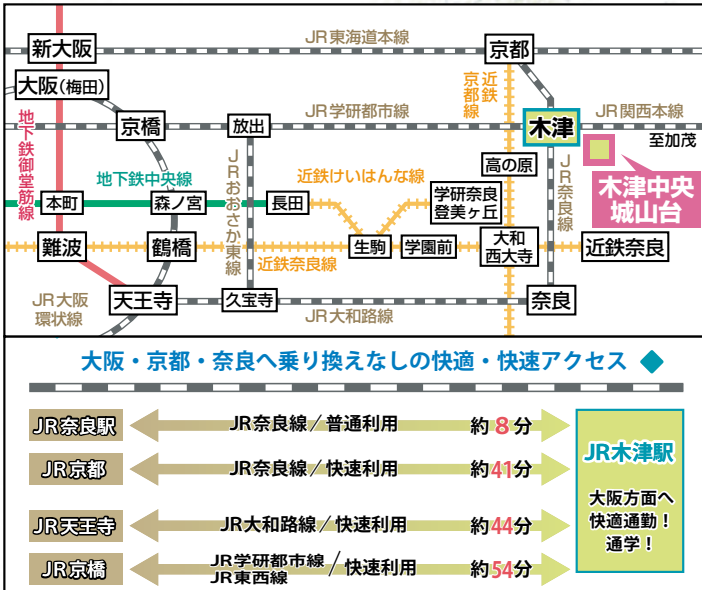 JR東海道本線
新大阪
京都
大阪(梅田)
近鉄京都線
JR学研都市線
JR関西本線
京橋
放出
木津
至加茂
地下鉄御堂筋線
高の原
地下鉄中央線
JRおおさか東線
近鉄けいはんな線
JR奈良線
木津中央
城山台
本町
森ノ宮
長田
学研奈良
登美ヶ丘
難波
鶴橋
近鉄奈良線
生駒
学園前
大和
西大寺
近鉄奈良
JR大阪
環状線
天王寺
久宝寺
JR大和路線
奈良
大阪・京都・奈良へ乗り換えなしの快適・快速アクセス◆
JR奈良駅
JR奈良線/普通利用
約8分
JR京都
JR奈良線/快速利用
約41分
JR天王寺
JR大和路線/快速利用
約44分
JR京橋
JR学研都市線
JR東西線
/快速利用
約54分
JR木津駅
大阪方面へ
快適通勤!
通学!